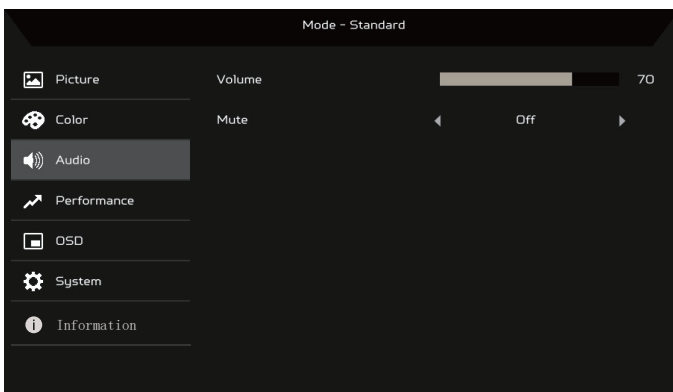 Mode - Standard
Picture
Volume 70
Color
Mute Off
Audio
Performance
OSD
System
Information